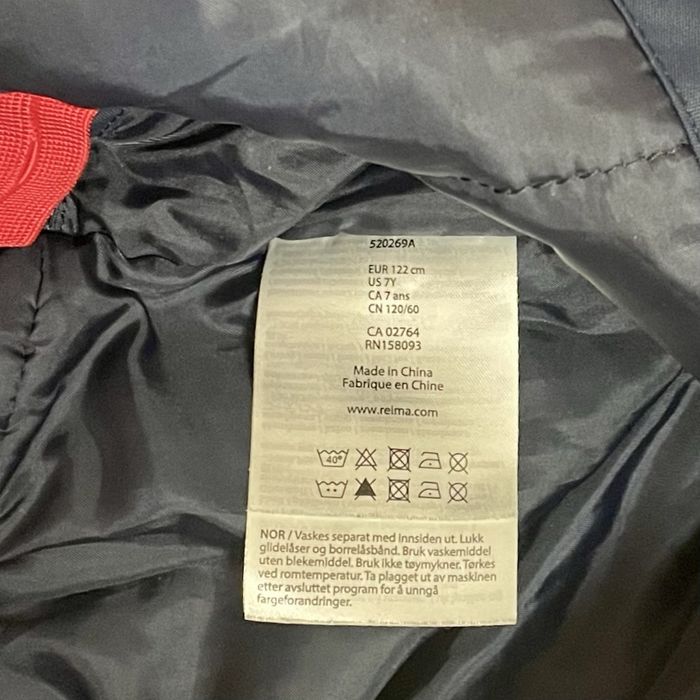 520269A
EUR 122 cm
US 7Y
CA 7 ans
CN 120/60
CA 02764
RN158093
Made in China
Fabrique en Chine
www.reima.com
40°
NOR / Vaskes separat med innsiden ut. Lukk
glidelåser og borrelåsbånd. Bruk vaskemiddel
uten blekemiddel. Bruk ikke tøymykner. Tørkes
ved romtemperatur. Ta plagget ut av maskinen
etter avsluttet program for å unngå
fargeforandringer.